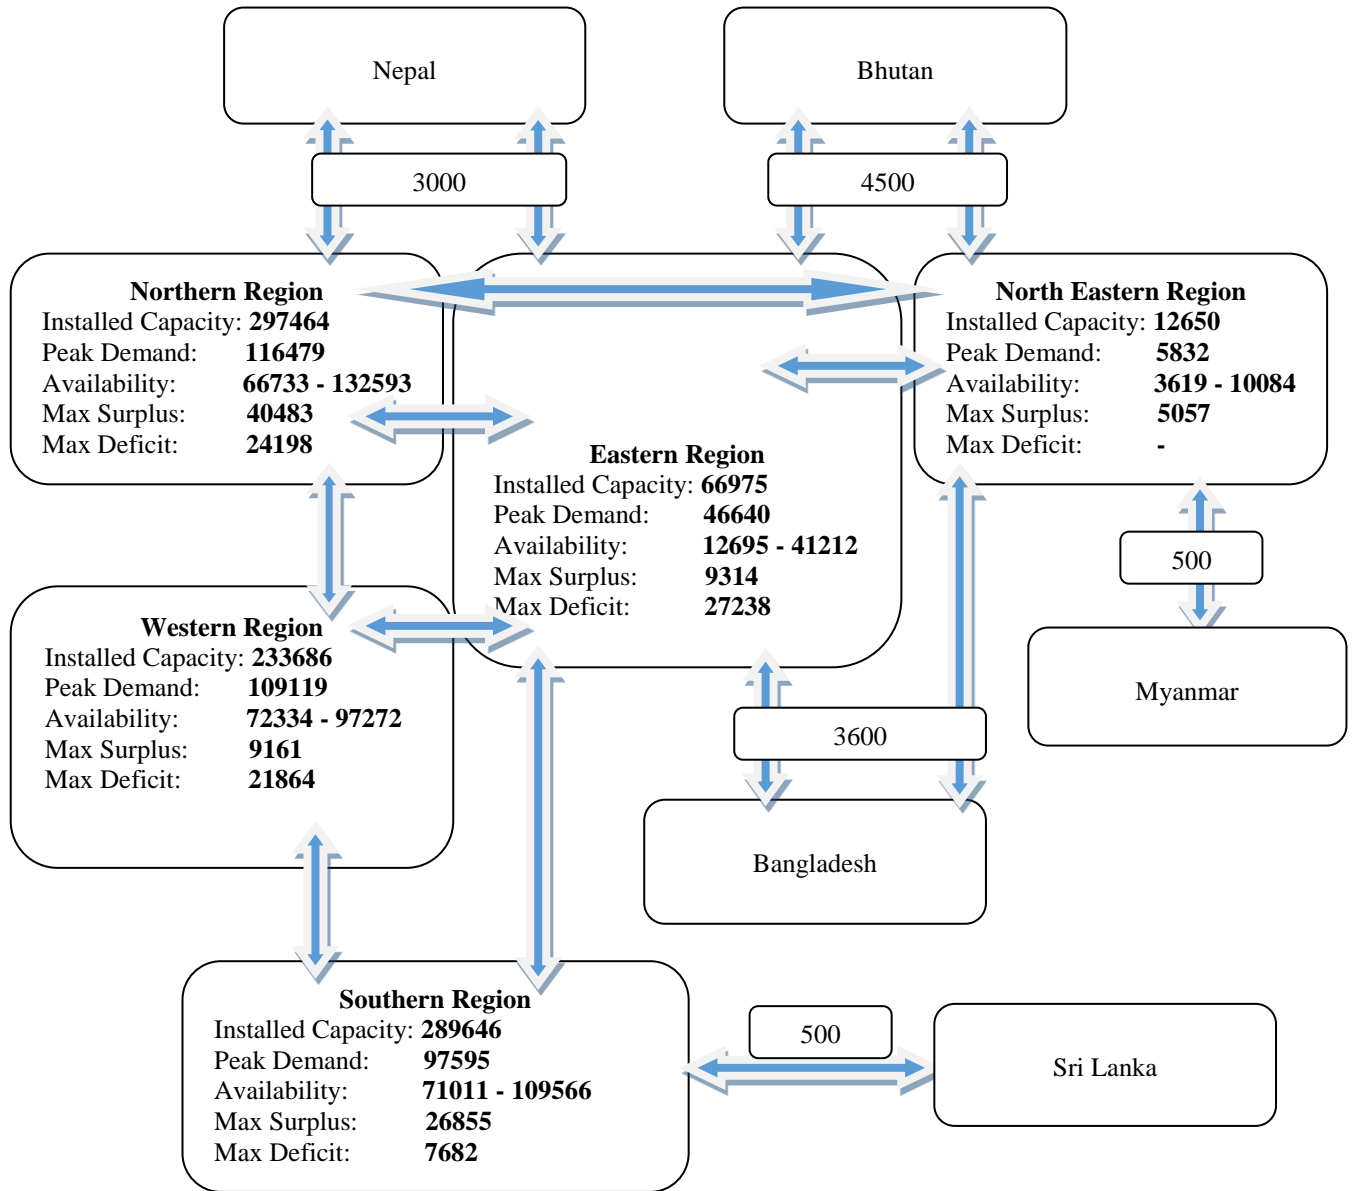 Nepal
Bhutan
3000
4500
Northern Region
Installed Capacity: 297464
Peak Demand: 116479
Availability: 66733 - 132593
Max Surplus: 40483
Max Deficit: 24198
North Eastern Region
Installed Capacity: 12650
Peak Demand: 5832
Availability: 3619 - 10084
Max Surplus: 5057
Max Deficit: -
Eastern Region
Installed Capacity: 66975
Peak Demand: 46640
Availability: 12695 - 41212
Max Surplus: 9314
Max Deficit: 27238
500
Western Region
Installed Capacity: 233686
Peak Demand: 109119
Availability: 72334 - 97272
Max Surplus: 9161
Max Deficit: 21864
Myanmar
3600
Bangladesh
Southern Region
Installed Capacity: 289646
Peak Demand: 97595
Availability: 71011 - 109566
Max Surplus: 26855
Max Deficit: 7682
500
Sri Lanka